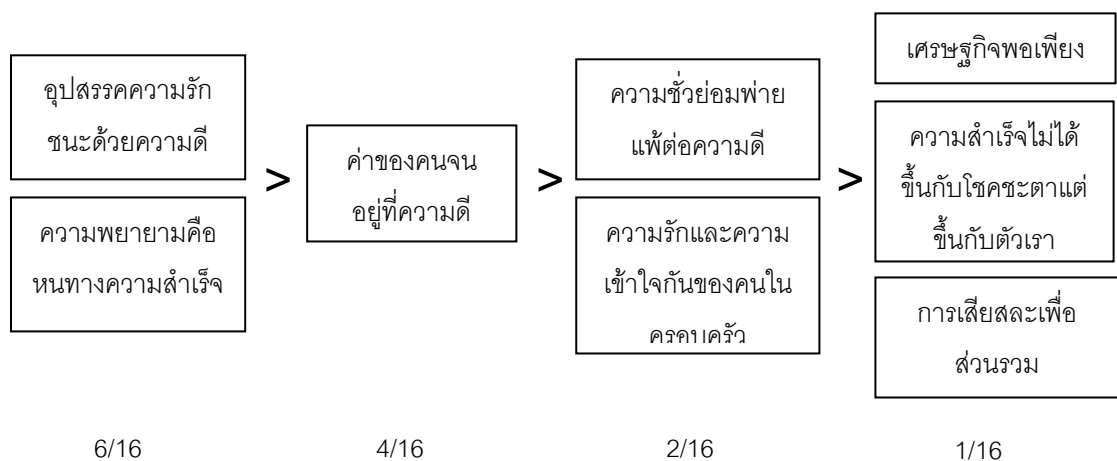 อุปสรรคความรัก
ชนะด้วยความดี
ความพยายามคือ
หนทางความสำเร็จ
>
ค่าของคนจน
อยู่ที่ความดี
>
ความชั่วย่อมพ่าย
แพ้ต่อความดี
ความรักและความ
เข้าใจกันของคนใน
ครอบครัว
>
เศรษฐกิจพอเพียง
ความสำเร็จไม่ได้
ขึ้นกับโชคชะตาแต่
ขึ้นกับตัวเรา
การเสียสละเพื่อ
ส่วนรวม
6/16
4/16
2/16
1/16